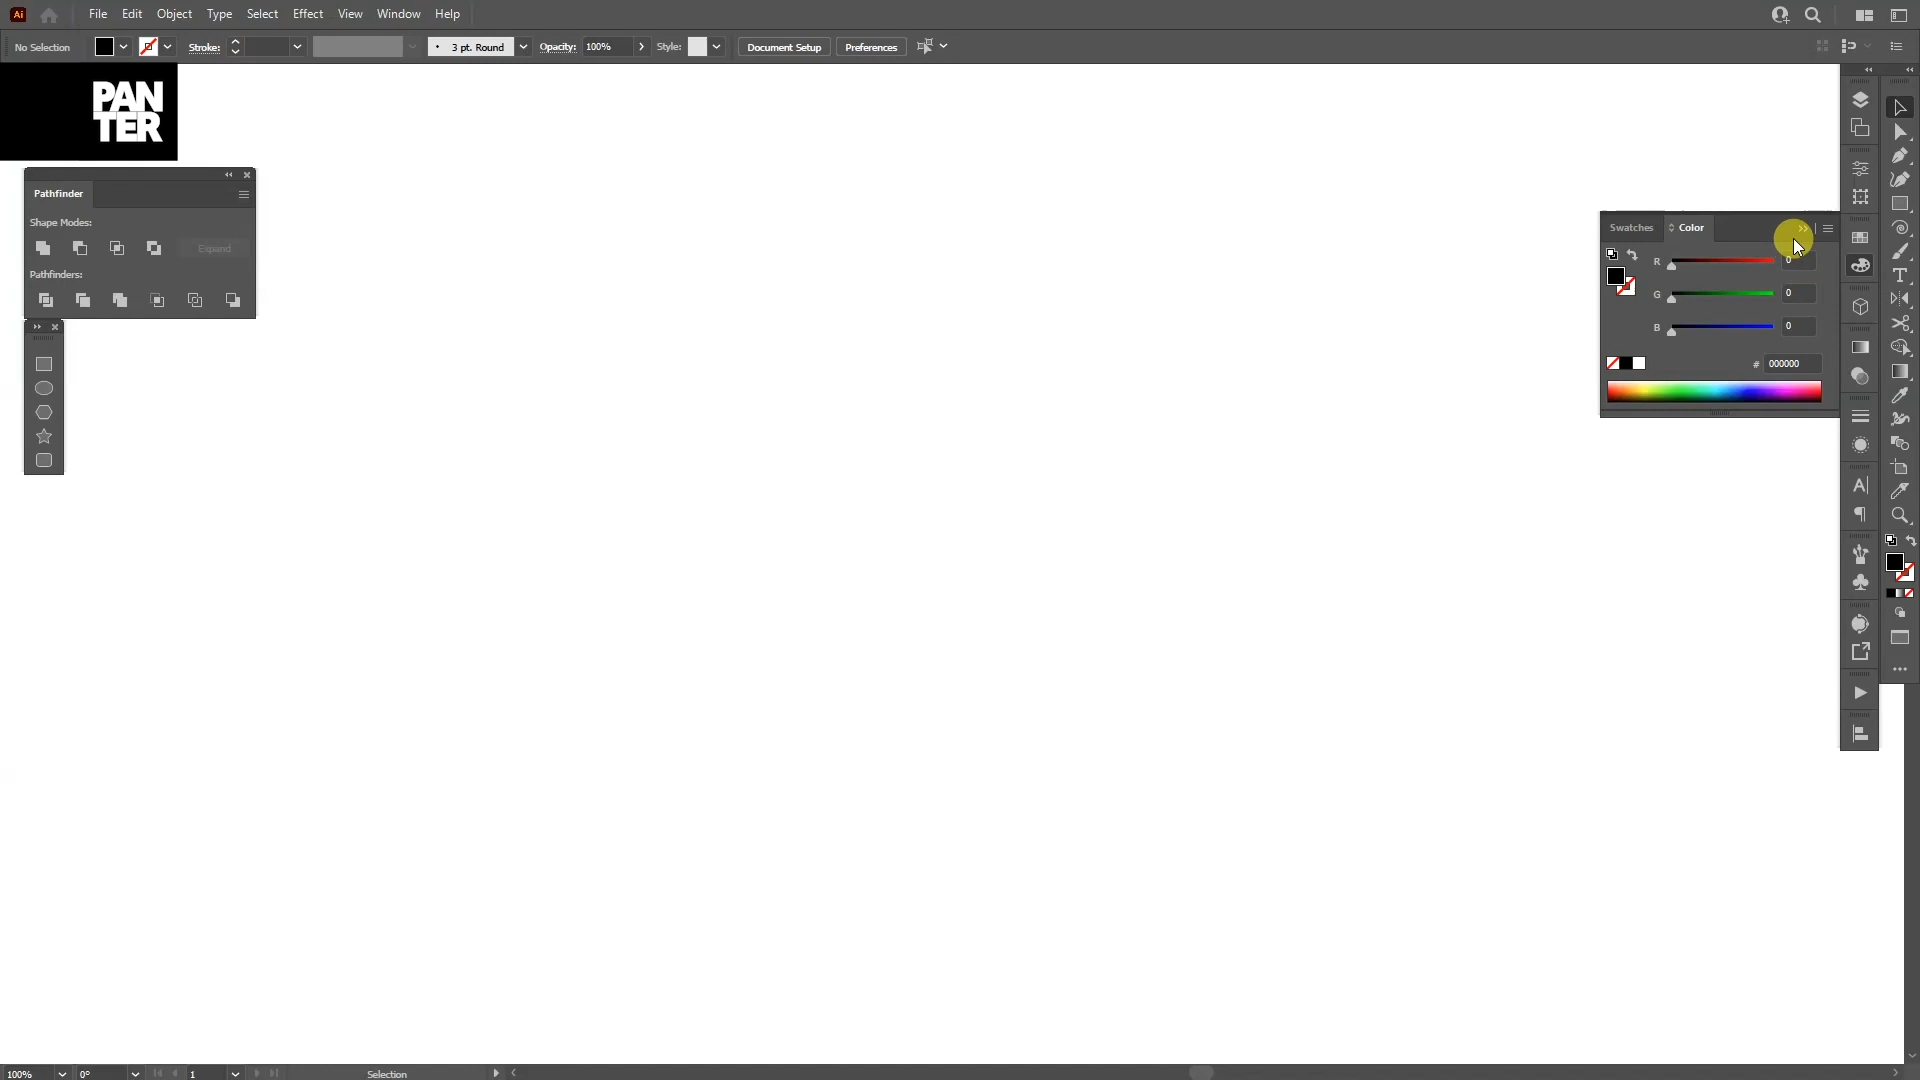 Ai File Edit Object Type Select Effect View Window Help
No Selection Stroke: 3 pt. Round Opacity: 100% Style: Document Setup Preferences
PAN
TER
Pathfinder
Shape Modes:
Expand
Pathfinders:
Swatches Color
R 0
G 0
B 0
# 000000
100% 0° 1 Selection